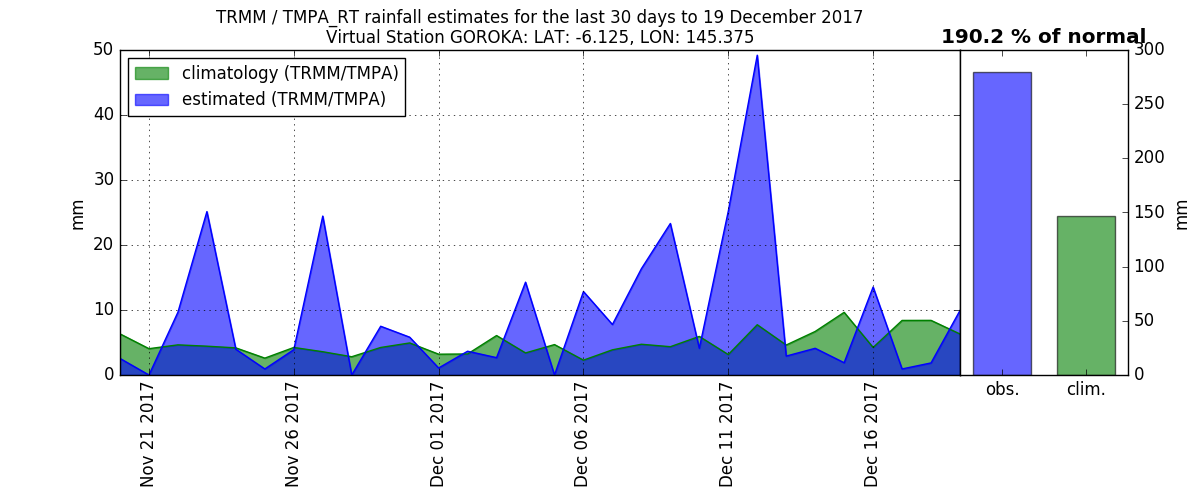 TRMM / TMPA_RT rainfall estimates for the last 30 days to 19 December 2017
Virtual Station GOROKA: LAT: -6.125, LON: 145.375
190.2 % of normal
climatology (TRMM/TMPA)
estimated (TRMM/TMPA)
50
40
30
20
10
0
mm
Nov 21 2017
Nov 26 2017
Dec 01 2017
Dec 06 2017
Dec 11 2017
Dec 16 2017
300
250
200
150
100
50
0
mm
obs.
clim.